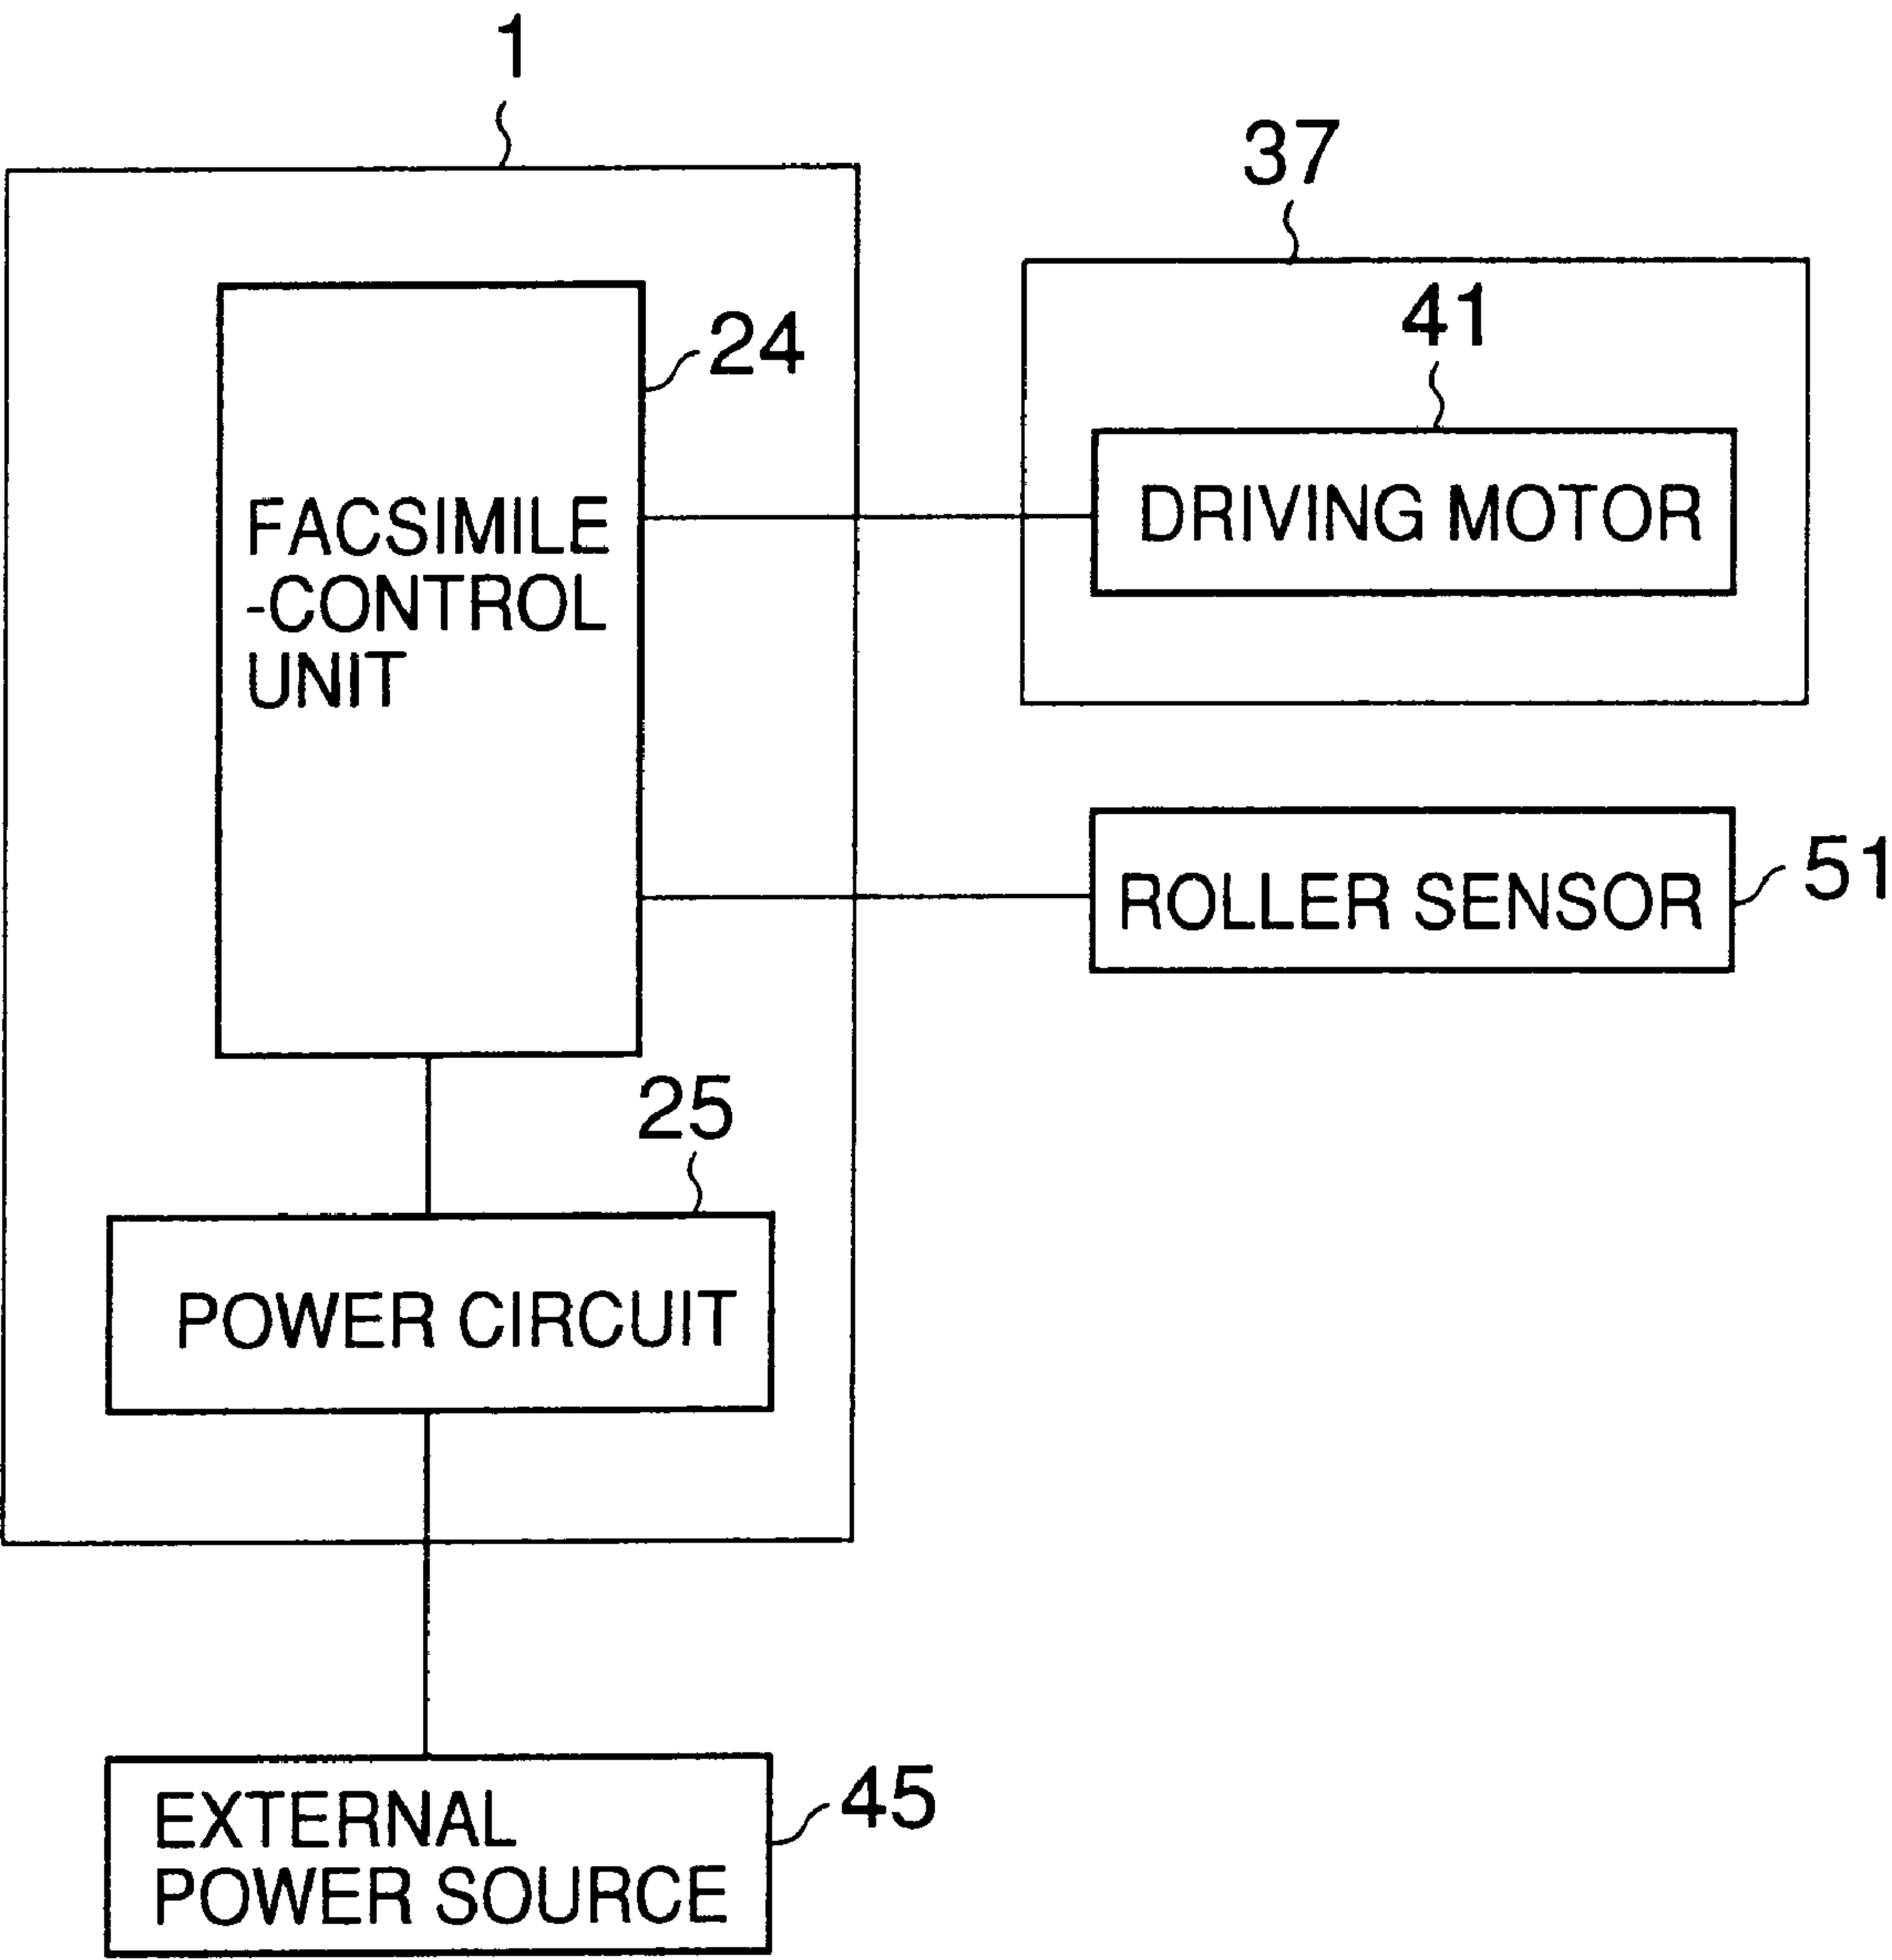 1
37
24
41
FACSIMILE
-CONTROL
UNIT
DRIVING MOTOR
ROLLER SENSOR
51
25
POWER CIRCUIT
EXTERNAL
POWER SOURCE
45